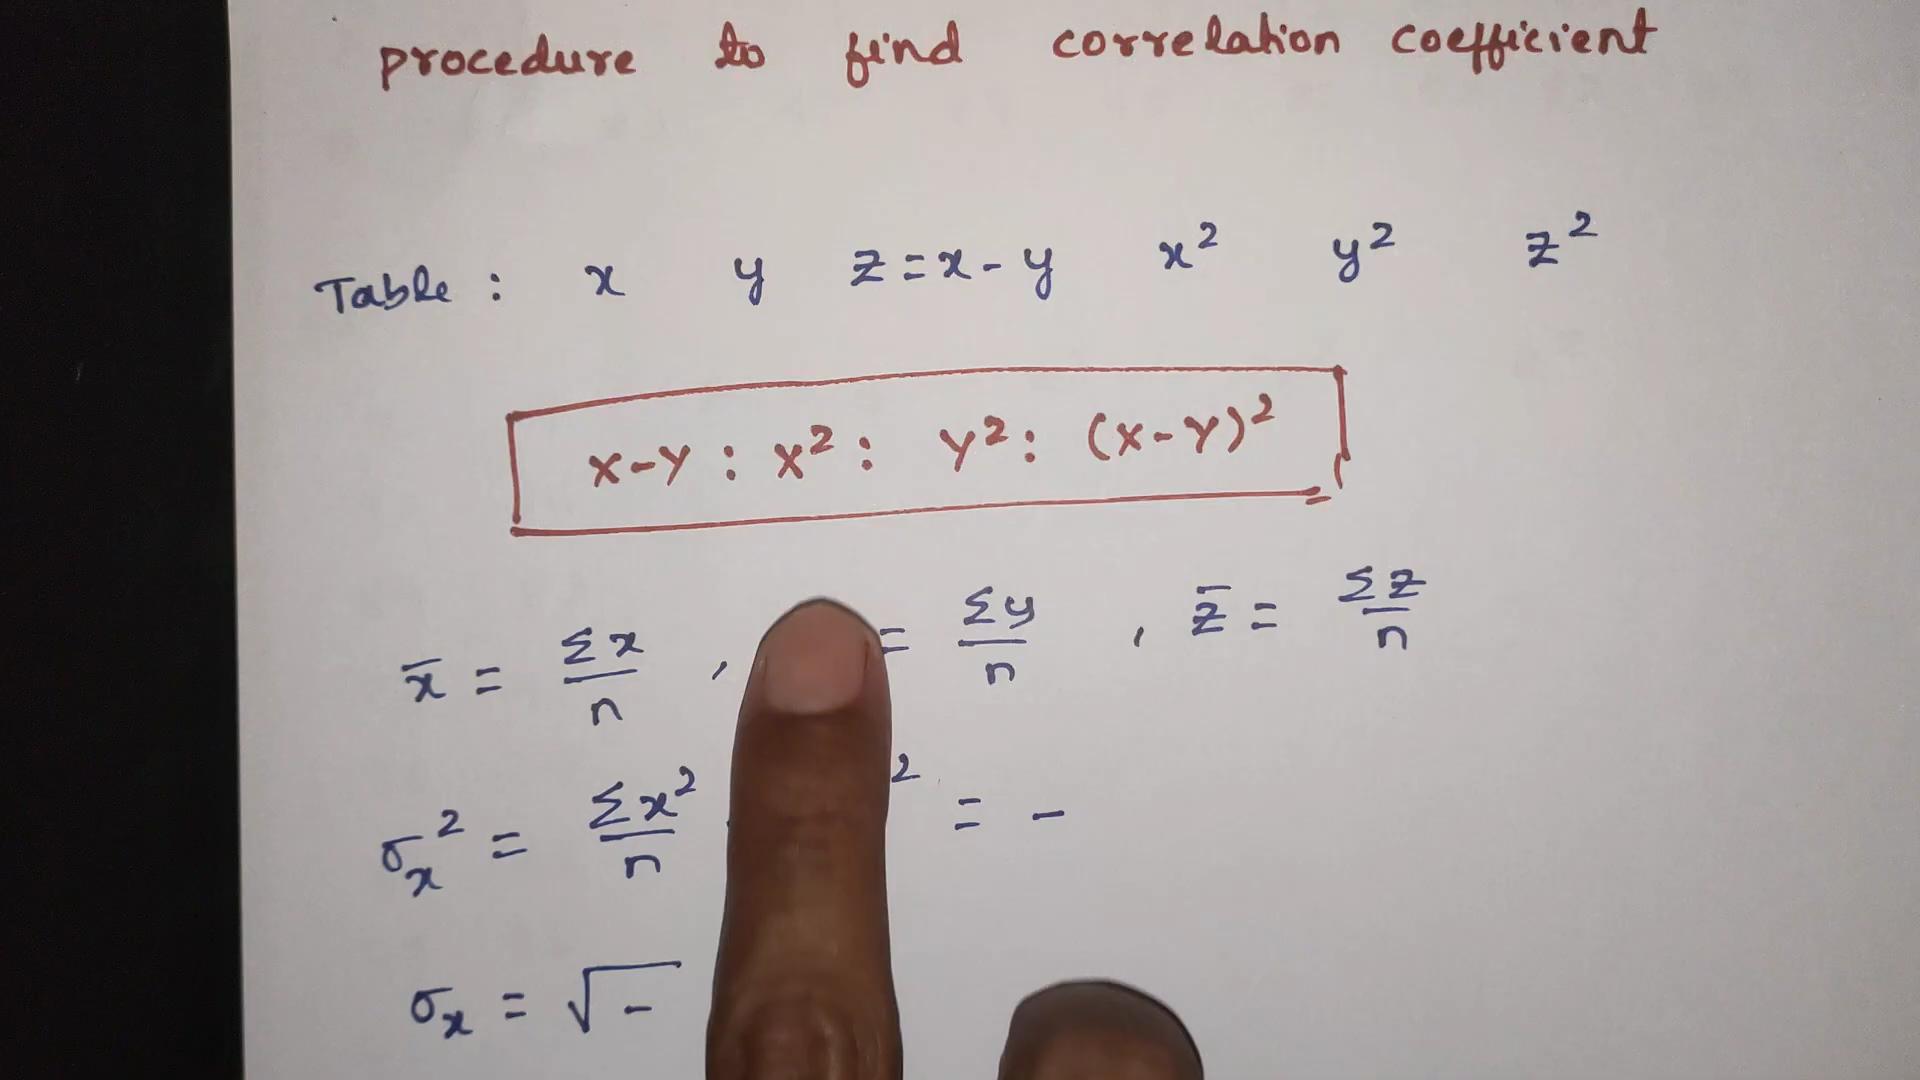 procedure to find correlation coefficient
Table : x y z = x - y x² y² z²
x - y : x² : y² : (x - y)²
x̄ = Σx/n , = Σy/n , z̄ = Σz/n
σx² = Σx²/n ² = -
σx = √-